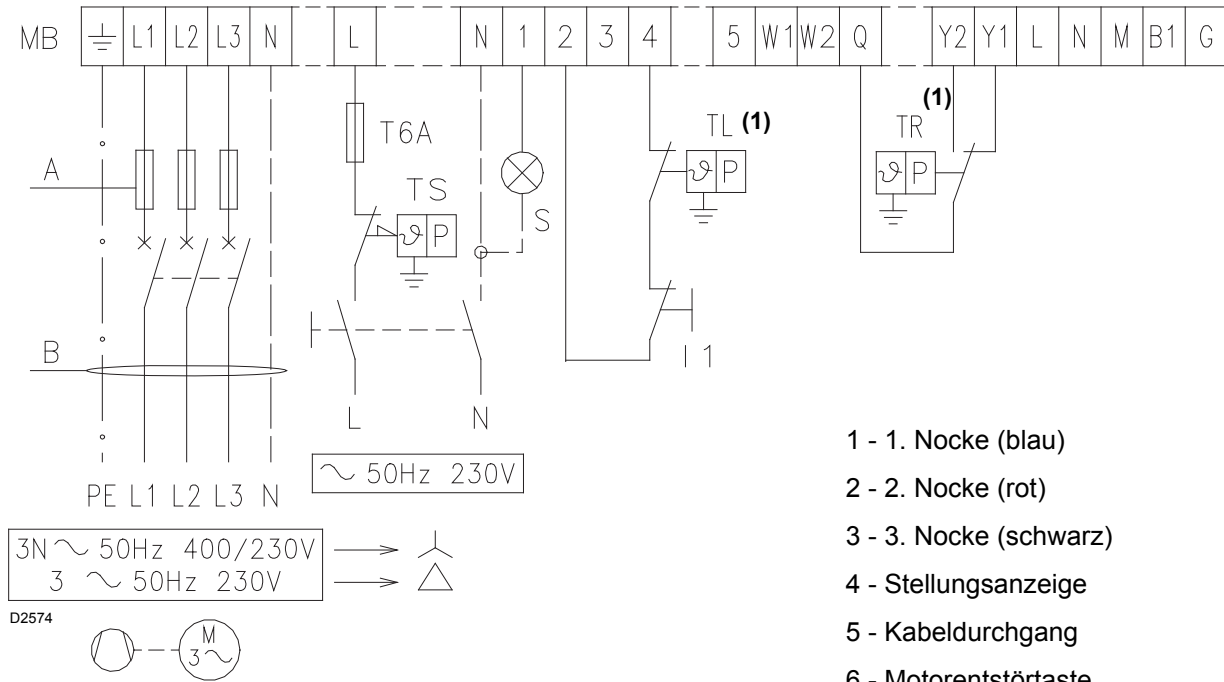 MB L1 L2 L3 N L N 1 2 3 4 5 W1 W2 Q Y2 Y1 L N M B1 G
(1)
T6A TL (1) TR
A ϑ P ϑ P
TS
S
ϑ P
B I 1
L N
1 - 1. Nocke (blau)
~ 50Hz 230V
PE L1 L2 L3 N
2 - 2. Nocke (rot)
3N ~ 50Hz 400/230V
3 - 3. Nocke (schwarz)
3 ~ 50Hz 230V
4 - Stellungsanzeige
D2574
5 - Kabeldurchgang
M
3~
6 - Motorentstörtaste